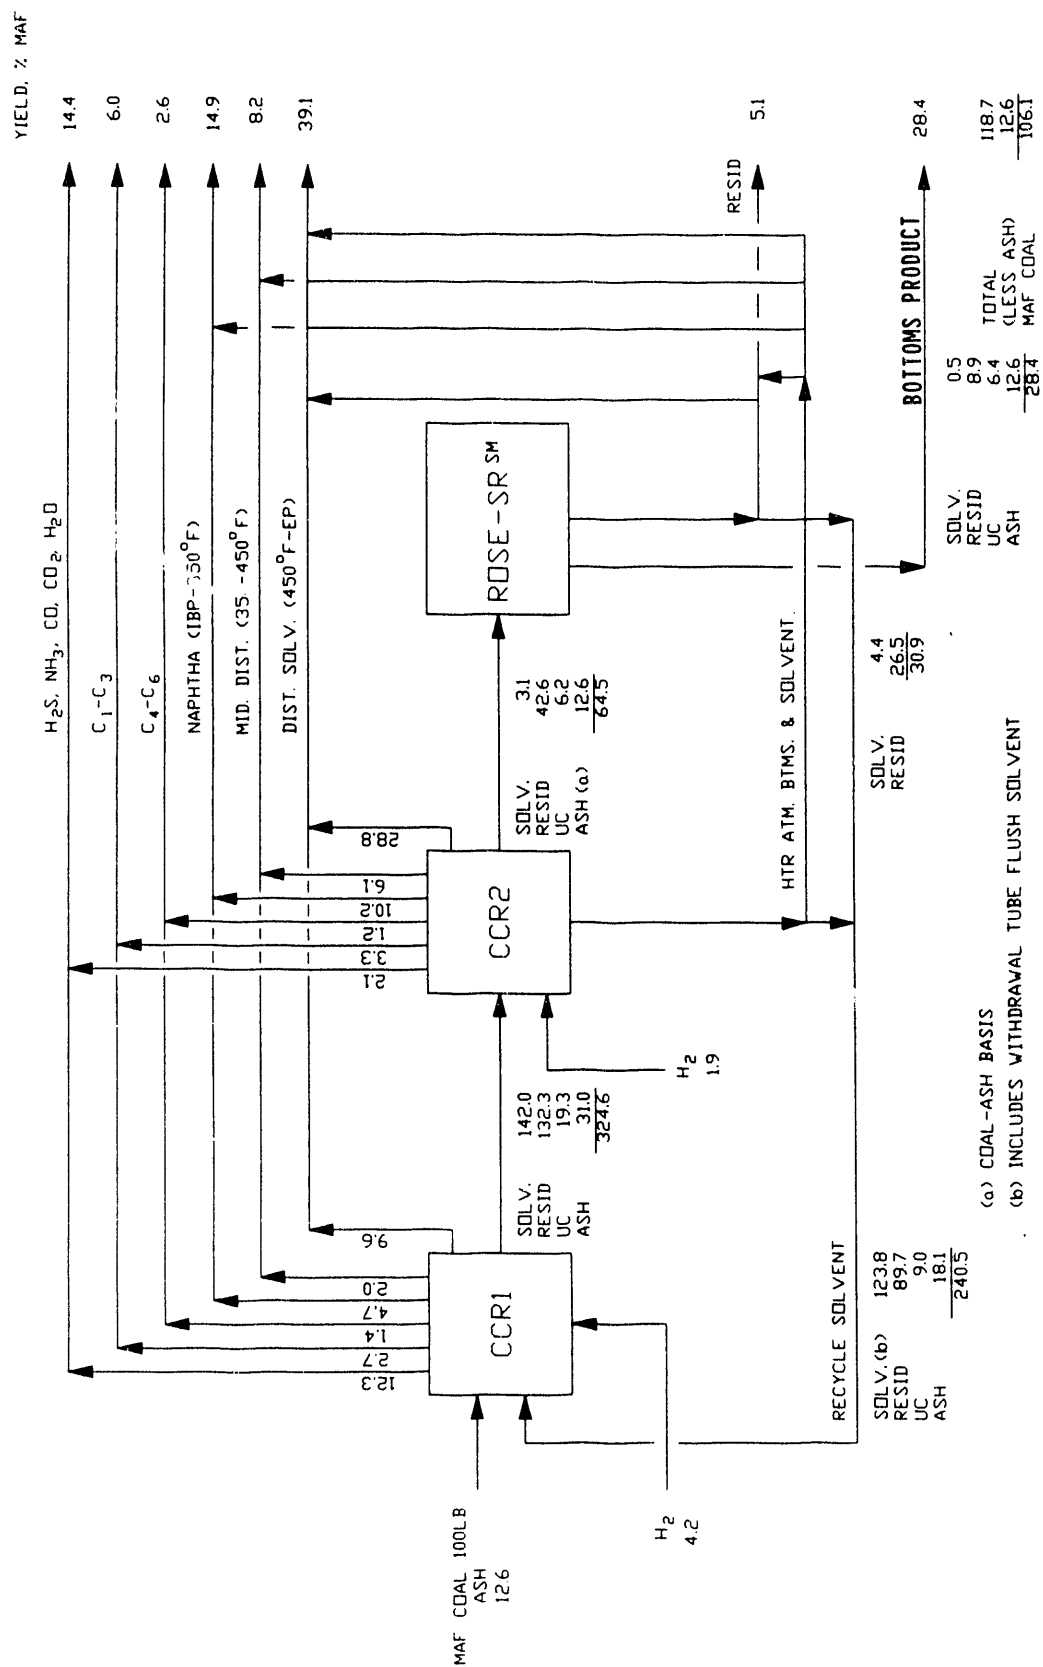 YIELD, % MAF
H₂S, NH₃, CO, CO₂, H₂O 14.4
C₁-C₃ 6.0
C₄-C₆ 2.6
NAPHTHA (IBP- 50°F) 14.9
MID. DIST. (35 -450°F) 8.2
DIST. SOLV. (450°F-EP) 39.1
12.3
2.7
1.4
4.7
2.0
9.6
2.1
3.3
1.2
10.2
6.1
28.8
MAF COAL 100LB
ASH
12.6
CCR1
CCR2
ROSE-SR℠
SOLV. 142.0
RESID 132.3
UC 19.3
ASH 31.0
324.6
SOLV. 3.1
RESID 42.6
UC 6.2
ASH (a) 12.6
64.5
H₂
4.2
H₂
1.9
RESID 5.1
HTR ATM. BTMS. & SOLVENT.
RECYCLE SOLVENT
SOLV.(b) 123.8
RESID 89.7
UC 9.0
ASH 18.1
240.5
SOLV. 4.4
RESID 26.5
30.9
BOTTOMS PRODUCT 28.4
SOLV. 0.5
RESID 8.9
UC 6.4
ASH 12.6
28.4
TOTAL 118.7
(LESS ASH) 12.6
MAF COAL 106.1
(a) COAL-ASH BASIS
(b) INCLUDES WITHDRAWAL TUBE FLUSH SOLVENT